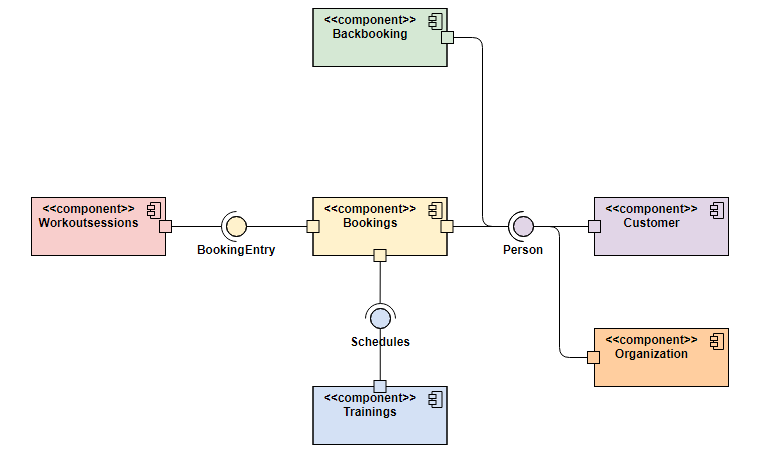 <<component>>
Backbooking
<<component>>
Workoutsessions
BookingEntry
<<component>>
Bookings
Person
<<component>>
Customer
Schedules
<<component>>
Organization
<<component>>
Trainings